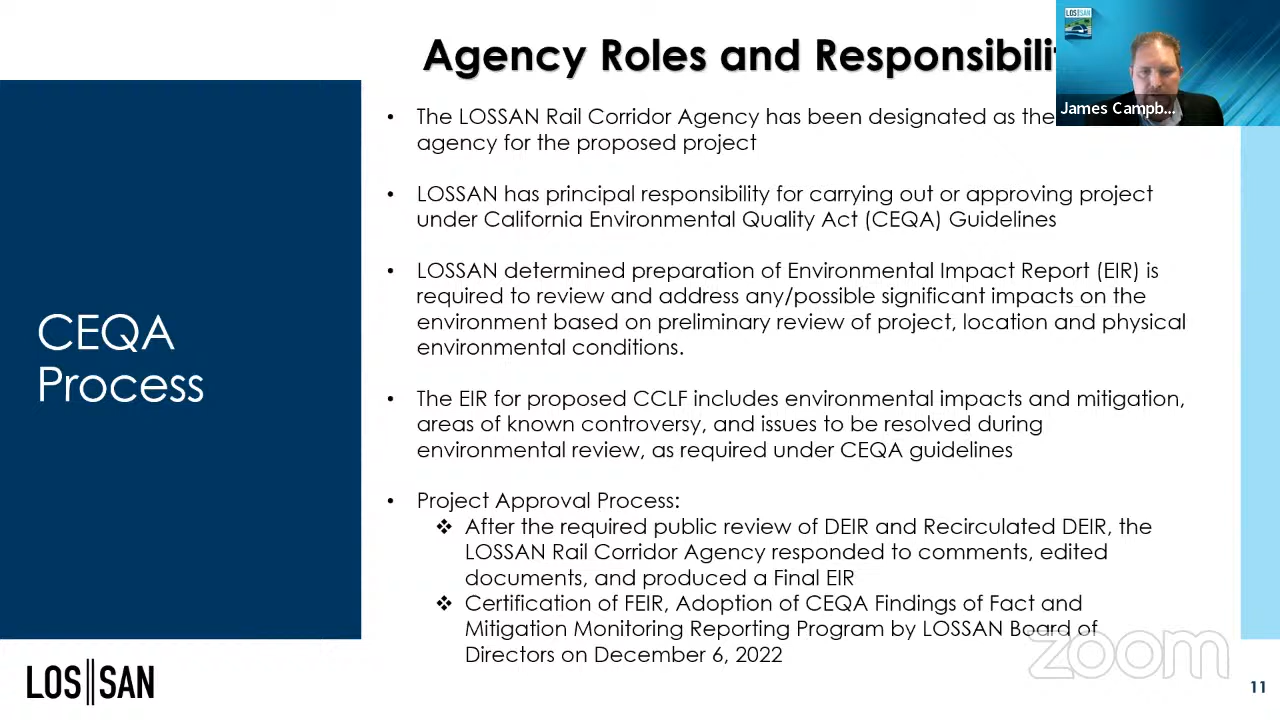 Agency Roles and Responsibili
LOS SAN
James Campb...
• The LOSSAN Rail Corridor Agency has been designated as the
agency for the proposed project
• LOSSAN has principal responsibility for carrying out or approving project
under California Environmental Quality Act (CEQA) Guidelines
• LOSSAN determined preparation of Environmental Impact Report (EIR) is
required to review and address any/possible significant impacts on the
environment based on preliminary review of project, location and physical
environmental conditions.
CEQA
Process
• The EIR for proposed CCLF includes environmental impacts and mitigation,
areas of known controversy, and issues to be resolved during
environmental review, as required under CEQA guidelines
• Project Approval Process:
❖ After the required public review of DEIR and Recirculated DEIR, the
LOSSAN Rail Corridor Agency responded to comments, edited
documents, and produced a Final EIR
❖ Certification of FEIR, Adoption of CEQA Findings of Fact and
Mitigation Monitoring Reporting Program by LOSSAN Board of
Directors on December 6, 2022
zoom
LOS SAN
11